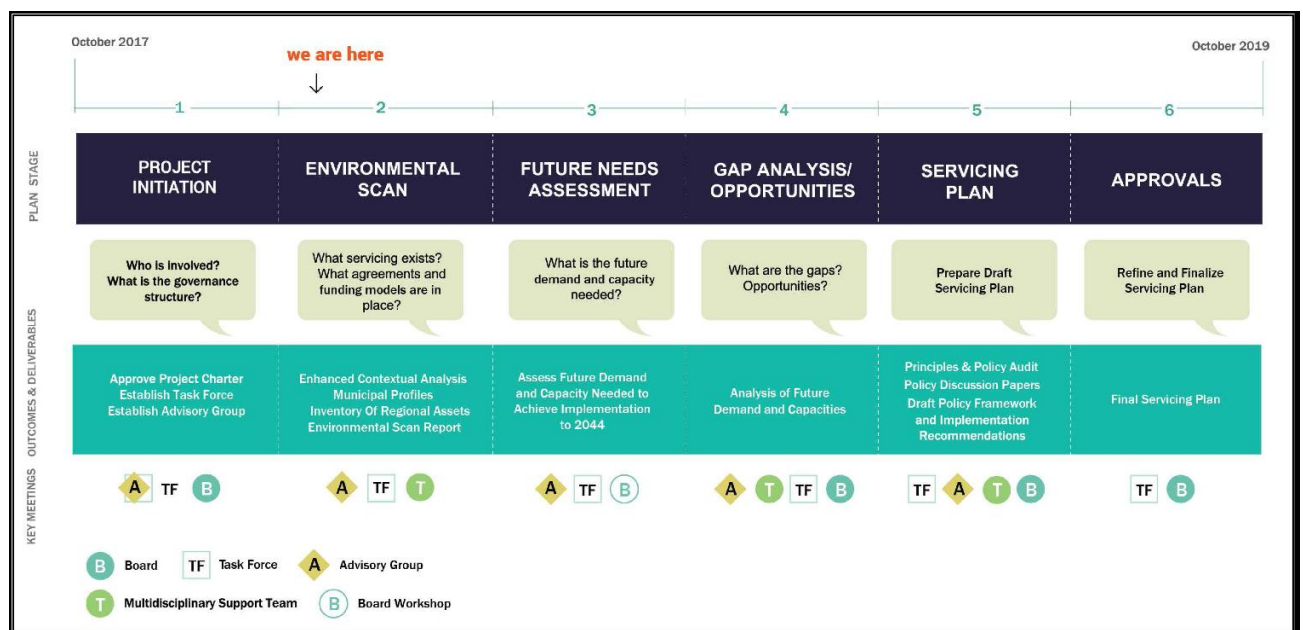 October 2017
we are here
October 2019
1
2
3
4
5
6
PLAN STAGE
PROJECT
INITIATION
ENVIRONMENTAL
SCAN
FUTURE NEEDS
ASSESSMENT
GAP ANALYSIS/
OPPORTUNITIES
SERVICING
PLAN
APPROVALS
OUTCOMES & DELIVERABLES
Who is involved?
What is the governance
structure?
What servicing exists?
What agreements and
funding models are in
place?
What is the future
demand and capacity
needed?
What are the gaps?
Opportunities?
Prepare Draft
Servicing Plan
Refine and Finalize
Servicing Plan
Approve Project Charter
Establish Task Force
Establish Advisory Group
Enhanced Contextual Analysis
Municipal Profiles
Inventory Of Regional Assets
Environmental Scan Report
Assess Future Demand
and Capacity Needed to
Achieve Implementation
to 2044
Analysis of Future
Demand and Capacities
Principles & Policy Audit
Policy Discussion Papers
Draft Policy Framework
and Implementation
Recommendations
Final Servicing Plan
KEY MEETINGS
A TF B
A TF T
A TF B
A T TF B
TF A T B
TF B
B Board
TF Task Force
A Advisory Group
T Multidisciplinary Support Team
B Board Workshop